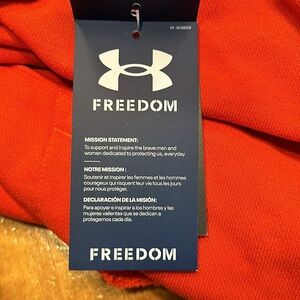 HT-909659
FREEDOM
MISSION STATEMENT:
To support and inspire the brave men and
women dedicated to protecting us, everyday.
NOTRE MISSION :
Soutenir et inspirer les femmes et les hommes
courageux qui risquent leur vie tous les jours
pour nous protéger.
DECLARACIÓN DE LA MISIÓN:
Para apoyar e inspirar a los hombres y las
mujeres valientes que se dedican a
protegernos cada día.
FREEDOM